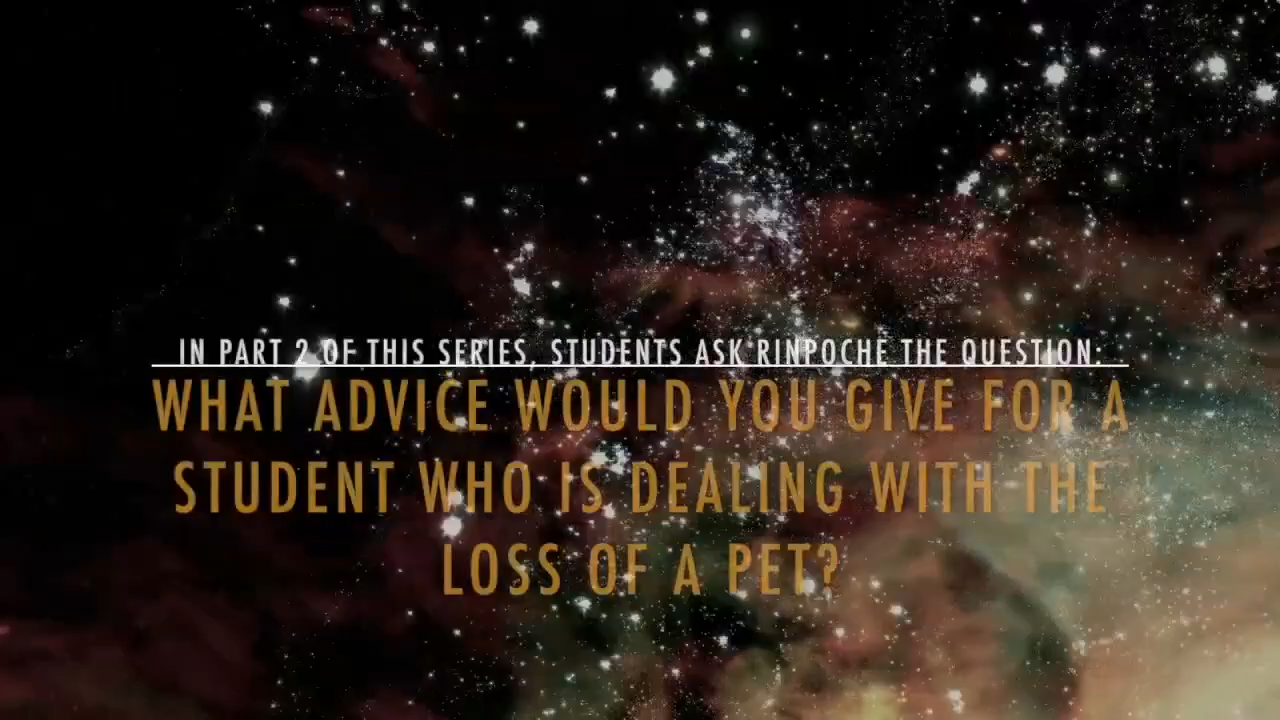 IN PART 2 OF THIS SERIES, STUDENTS ASK RINPOCHE THE QUESTION:
WHAT ADVICE WOULD YOU GIVE FOR A
STUDENT WHO IS DEALING WITH THE
LOSS OF A PET?